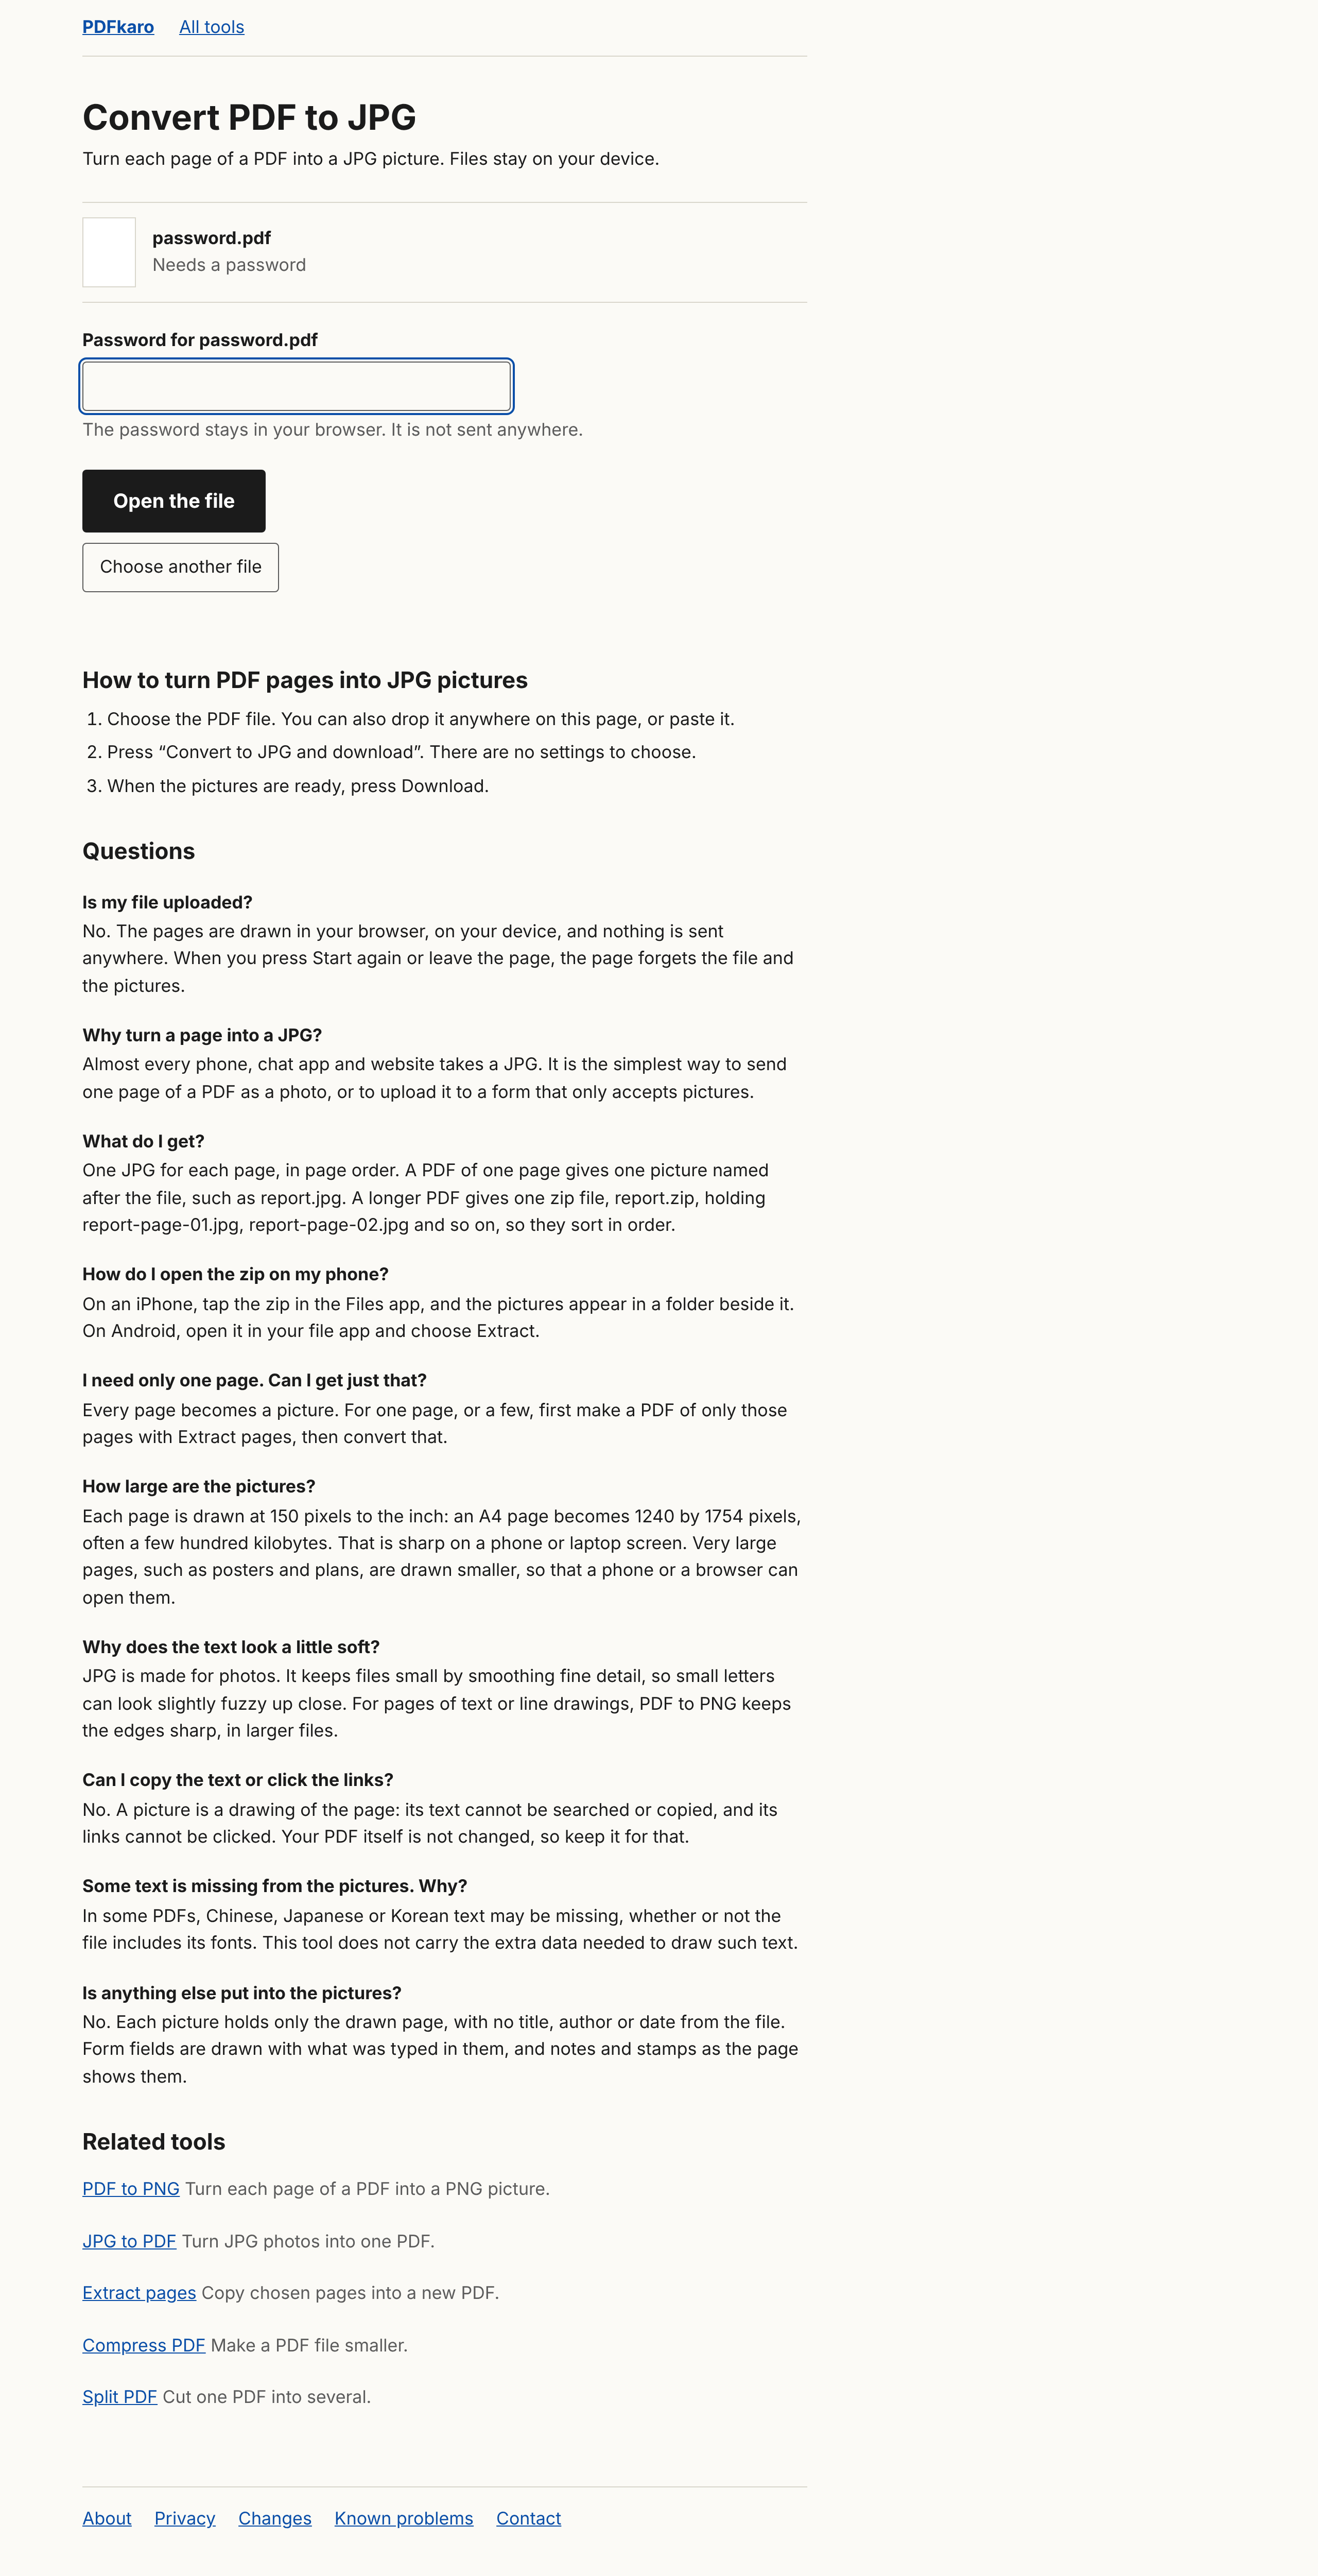 PDFkaro All tools
Convert PDF to JPG
Turn each page of a PDF into a JPG picture. Files stay on your device.
password.pdf
Needs a password
Password for password.pdf
The password stays in your browser. It is not sent anywhere.
Open the file
Choose another file
How to turn PDF pages into JPG pictures
1. Choose the PDF file. You can also drop it anywhere on this page, or paste it.
2. Press “Convert to JPG and download”. There are no settings to choose.
3. When the pictures are ready, press Download.
Questions
Is my file uploaded?
No. The pages are drawn in your browser, on your device, and nothing is sent
anywhere. When you press Start again or leave the page, the page forgets the file and
the pictures.
Why turn a page into a JPG?
Almost every phone, chat app and website takes a JPG. It is the simplest way to send
one page of a PDF as a photo, or to upload it to a form that only accepts pictures.
What do I get?
One JPG for each page, in page order. A PDF of one page gives one picture named
after the file, such as report.jpg. A longer PDF gives one zip file, report.zip, holding
report-page-01.jpg, report-page-02.jpg and so on, so they sort in order.
How do I open the zip on my phone?
On an iPhone, tap the zip in the Files app, and the pictures appear in a folder beside it.
On Android, open it in your file app and choose Extract.
I need only one page. Can I get just that?
Every page becomes a picture. For one page, or a few, first make a PDF of only those
pages with Extract pages, then convert that.
How large are the pictures?
Each page is drawn at 150 pixels to the inch: an A4 page becomes 1240 by 1754 pixels,
often a few hundred kilobytes. That is sharp on a phone or laptop screen. Very large
pages, such as posters and plans, are drawn smaller, so that a phone or a browser can
open them.
Why does the text look a little soft?
JPG is made for photos. It keeps files small by smoothing fine detail, so small letters
can look slightly fuzzy up close. For pages of text or line drawings, PDF to PNG keeps
the edges sharp, in larger files.
Can I copy the text or click the links?
No. A picture is a drawing of the page: its text cannot be searched or copied, and its
links cannot be clicked. Your PDF itself is not changed, so keep it for that.
Some text is missing from the pictures. Why?
In some PDFs, Chinese, Japanese or Korean text may be missing, whether or not the
file includes its fonts. This tool does not carry the extra data needed to draw such text.
Is anything else put into the pictures?
No. Each picture holds only the drawn page, with no title, author or date from the file.
Form fields are drawn with what was typed in them, and notes and stamps as the page
shows them.
Related tools
PDF to PNG Turn each page of a PDF into a PNG picture.
JPG to PDF Turn JPG photos into one PDF.
Extract pages Copy chosen pages into a new PDF.
Compress PDF Make a PDF file smaller.
Split PDF Cut one PDF into several.
About Privacy Changes Known problems Contact